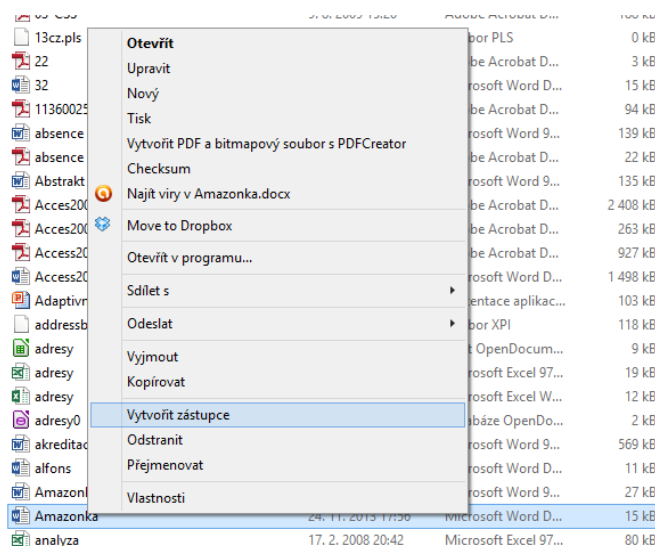 13cz.pls bor PLS 0 kB
22 be Acrobat D... 3 kB
32 rosoft Word D... 15 kB
11360025 be Acrobat D... 94 kB
absence rosoft Word 9... 139 kB
absence be Acrobat D... 22 kB
Abstrakt rosoft Word 9... 135 kB
Acces200 be Acrobat D... 2 408 kB
Acces200 be Acrobat D... 263 kB
Access20 be Acrobat D... 927 kB
Access20 rosoft Word D... 1 498 kB
Adaptivn entace aplikac... 103 kB
addressb bor XPI 118 kB
adresy t OpenDocum... 9 kB
adresy rosoft Excel 97... 19 kB
adresy rosoft Excel W... 12 kB
adresy0 abáze OpenDo... 2 kB
akreditac rosoft Word 9... 569 kB
alfons rosoft Word D... 11 kB
Amazonl rosoft Word 9... 27 kB
Amazonka 24. 11. 2013 17:56 Microsoft Word D... 15 kB
analyza 17. 2. 2008 20:42 Microsoft Excel 97... 80 kB
Otevřít
Upravit
Nový
Tisk
Vytvořit PDF a bitmapový soubor s PDFCreator
Checksum
Najít viry v Amazonka.docx
Move to Dropbox
Otevřít v programu...
Sdílet s
Odeslat
Vyjmout
Kopírovat
Vytvořit zástupce
Odstranit
Přejmenovat
Vlastnosti